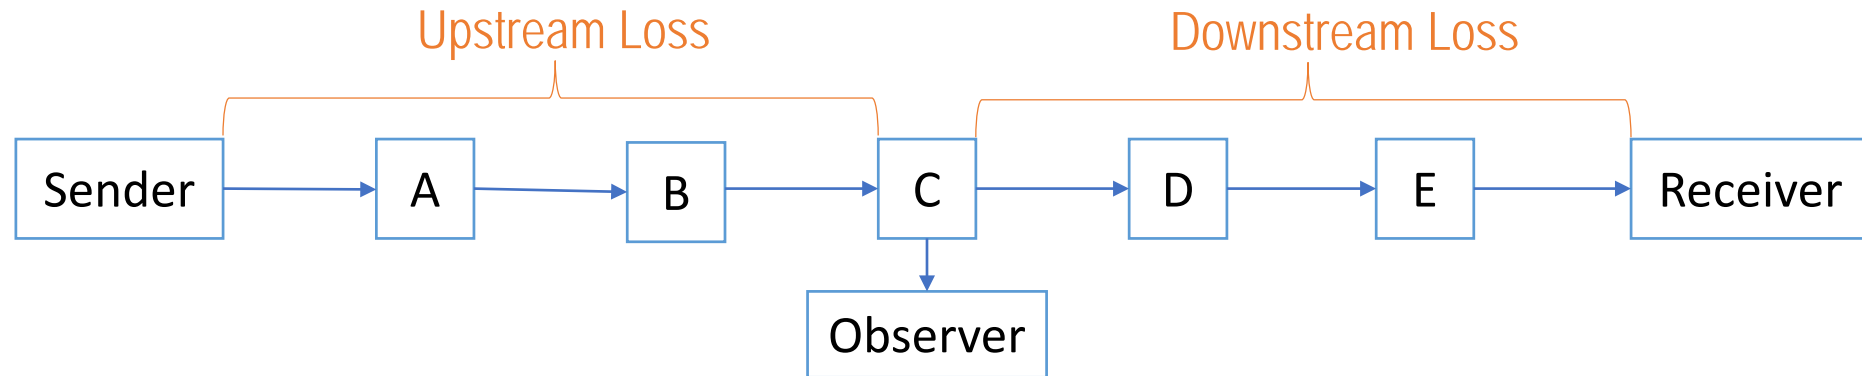 Upstream Loss
Downstream Loss
Sender
A
B
C
D
E
Receiver
Observer